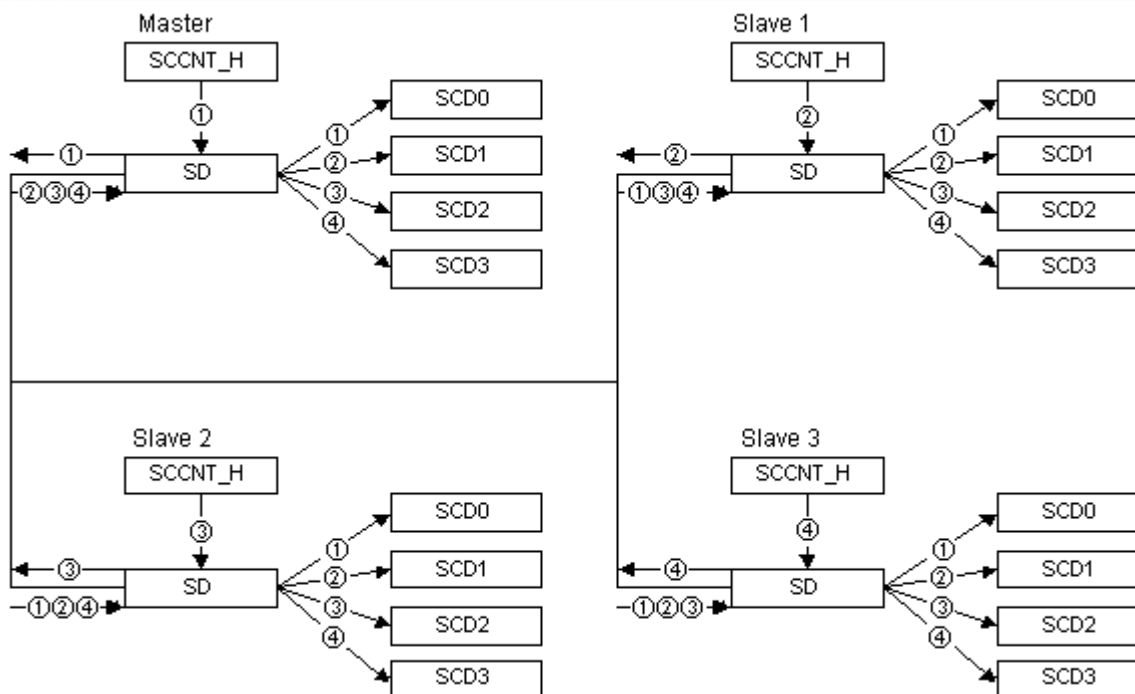 Master
SCCNT_H
①
SCD0
①
①
SD
②
SCD1
②③④
③
SCD2
④
SCD3
Slave 1
SCCNT_H
②
SCD0
①
②
SD
②
SCD1
①③④
③
SCD2
④
SCD3
Slave 2
SCCNT_H
③
SCD0
①
③
SD
②
SCD1
①②④
③
SCD2
④
SCD3
Slave 3
SCCNT_H
④
SCD0
①
④
SD
②
SCD1
①②③
③
SCD2
④
SCD3